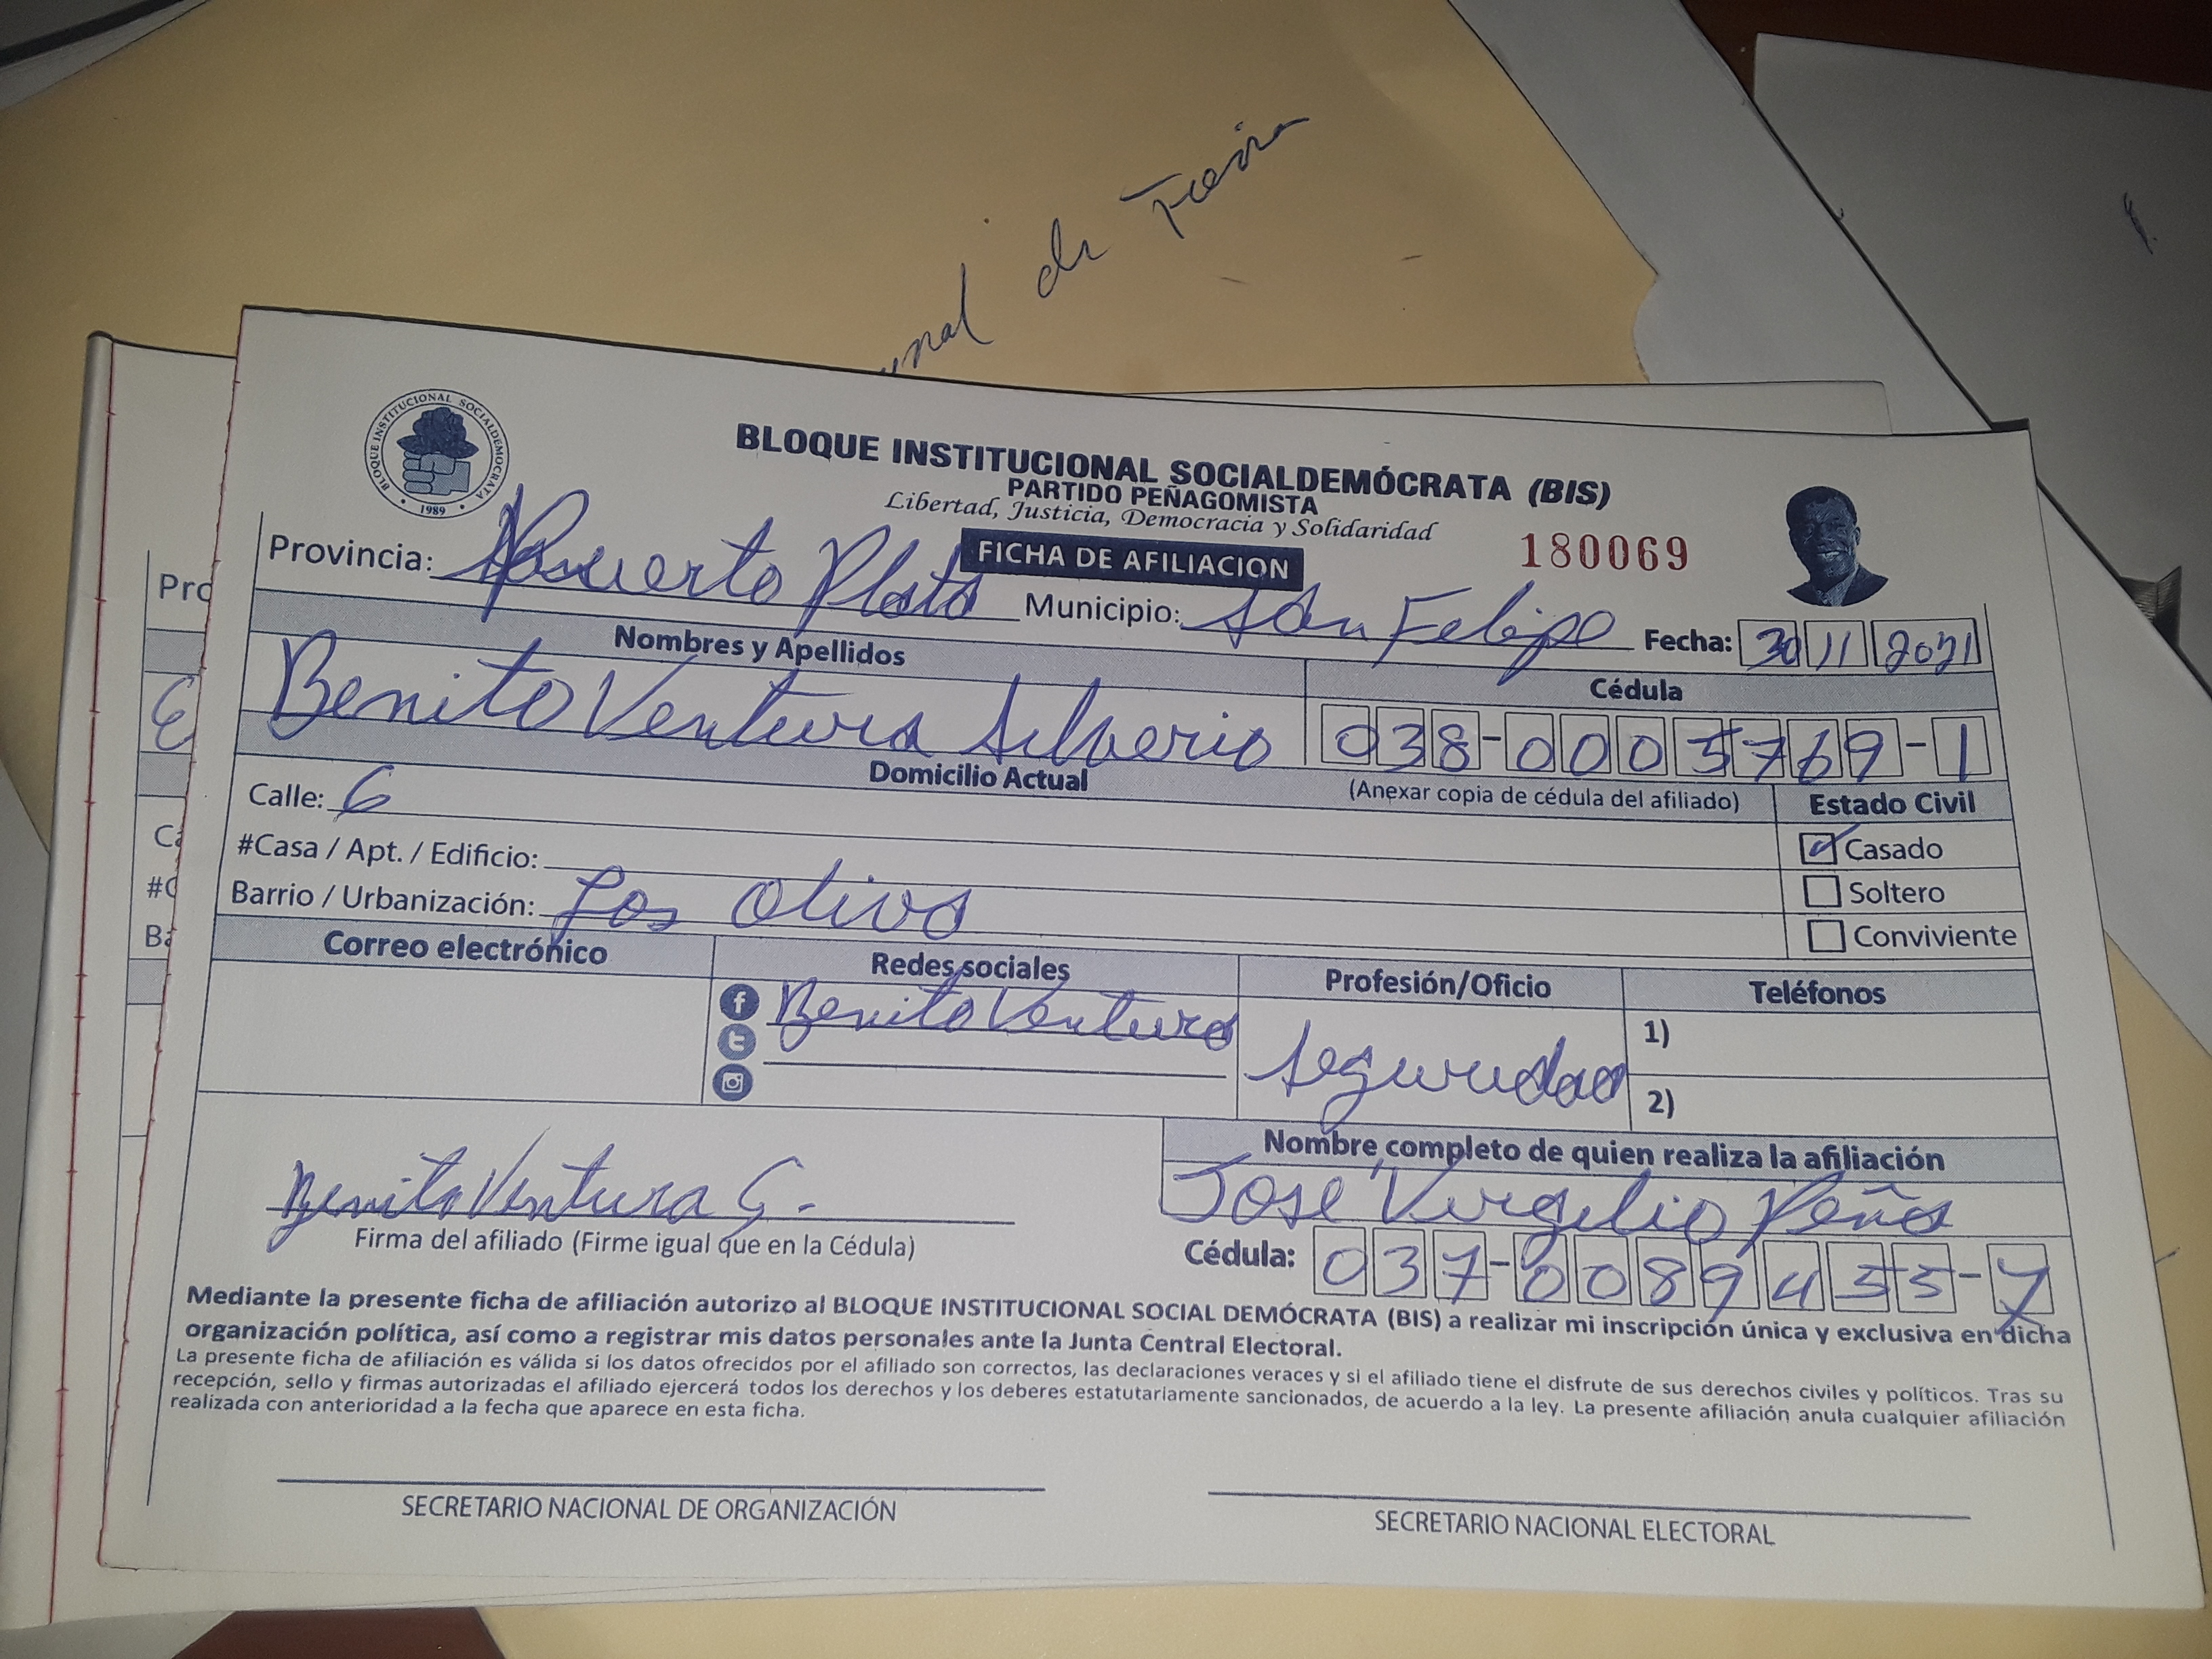 unal de Feria
BLOQUE INSTITUCIONAL SOCIALDEMOCRATA
1989
BLOQUE INSTITUCIONAL SOCIALDEMÓCRATA (BIS)
PARTIDO PEÑAGOMISTA
Libertad, Justicia, Democracia y Solidaridad
FICHA DE AFILIACION
180069
Provincia: Puerto Plata Municipio: San Felipe Fecha: 30 11 2021
Nombres y Apellidos
Cédula
Benito Ventura Silverio 038-0005769-1
Domicilio Actual
(Anexar copia de cédula del afiliado)
Estado Civil
Calle: 6
Casado
#Casa / Apt. / Edificio:
Soltero
Barrio / Urbanización: Los Olivo
Conviviente
Correo electrónico
Redes sociales
Profesión/Oficio
Teléfonos
Benito Ventura
Seguridad
1)
2)
Nombre completo de quien realiza la afiliación
José Virgilio Peña
Benito Ventura S.
Firma del afiliado (Firme igual que en la Cédula)
Cédula: 037-0089455-7
Mediante la presente ficha de afiliación autorizo al BLOQUE INSTITUCIONAL SOCIAL DEMÓCRATA (BIS) a realizar mi inscripción única y exclusiva en dicha
organización política, así como a registrar mis datos personales ante la Junta Central Electoral.
La presente ficha de afiliación es válida si los datos ofrecidos por el afiliado son correctos, las declaraciones veraces y si el afiliado tiene el disfrute de sus derechos civiles y políticos. Tras su
recepción, sello y firmas autorizadas el afiliado ejercerá todos los derechos y los deberes estatutariamente sancionados, de acuerdo a la ley. La presente afiliación anula cualquier afiliación
realizada con anterioridad a la fecha que aparece en esta ficha.
SECRETARIO NACIONAL DE ORGANIZACIÓN
SECRETARIO NACIONAL ELECTORAL